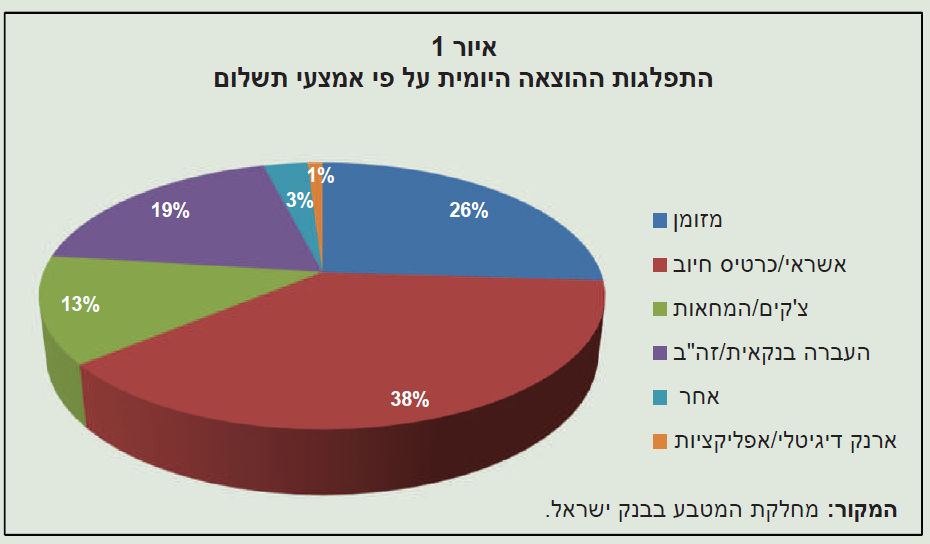 איור 1
התפלגות ההוצאה היומית על פי אמצעי תשלום
1%
3%
26%
19%
13%
38%
מזומן
אשראי/כרטיס חיוב
צ'קים/המחאות
העברה בנקאית/זה"ב
אחר
ארנק דיגיטלי/אפליקציות
המקור: מחלקת המטבע בבנק ישראל.